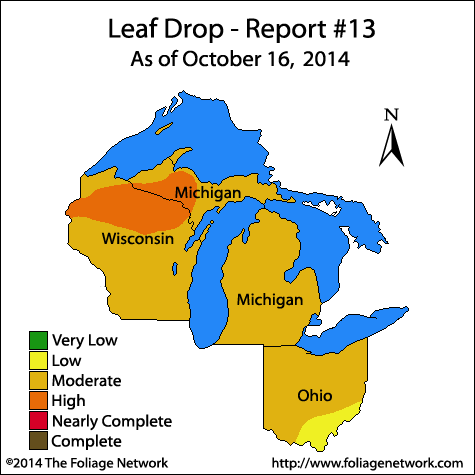 Leaf Drop - Report #13
As of October 16, 2014
N
Michigan
Wisconsin
Michigan
Ohio
Very Low
Low
Moderate
High
Nearly Complete
Complete
©2014 The Foliage Network
http://www.foliagenetwork.com